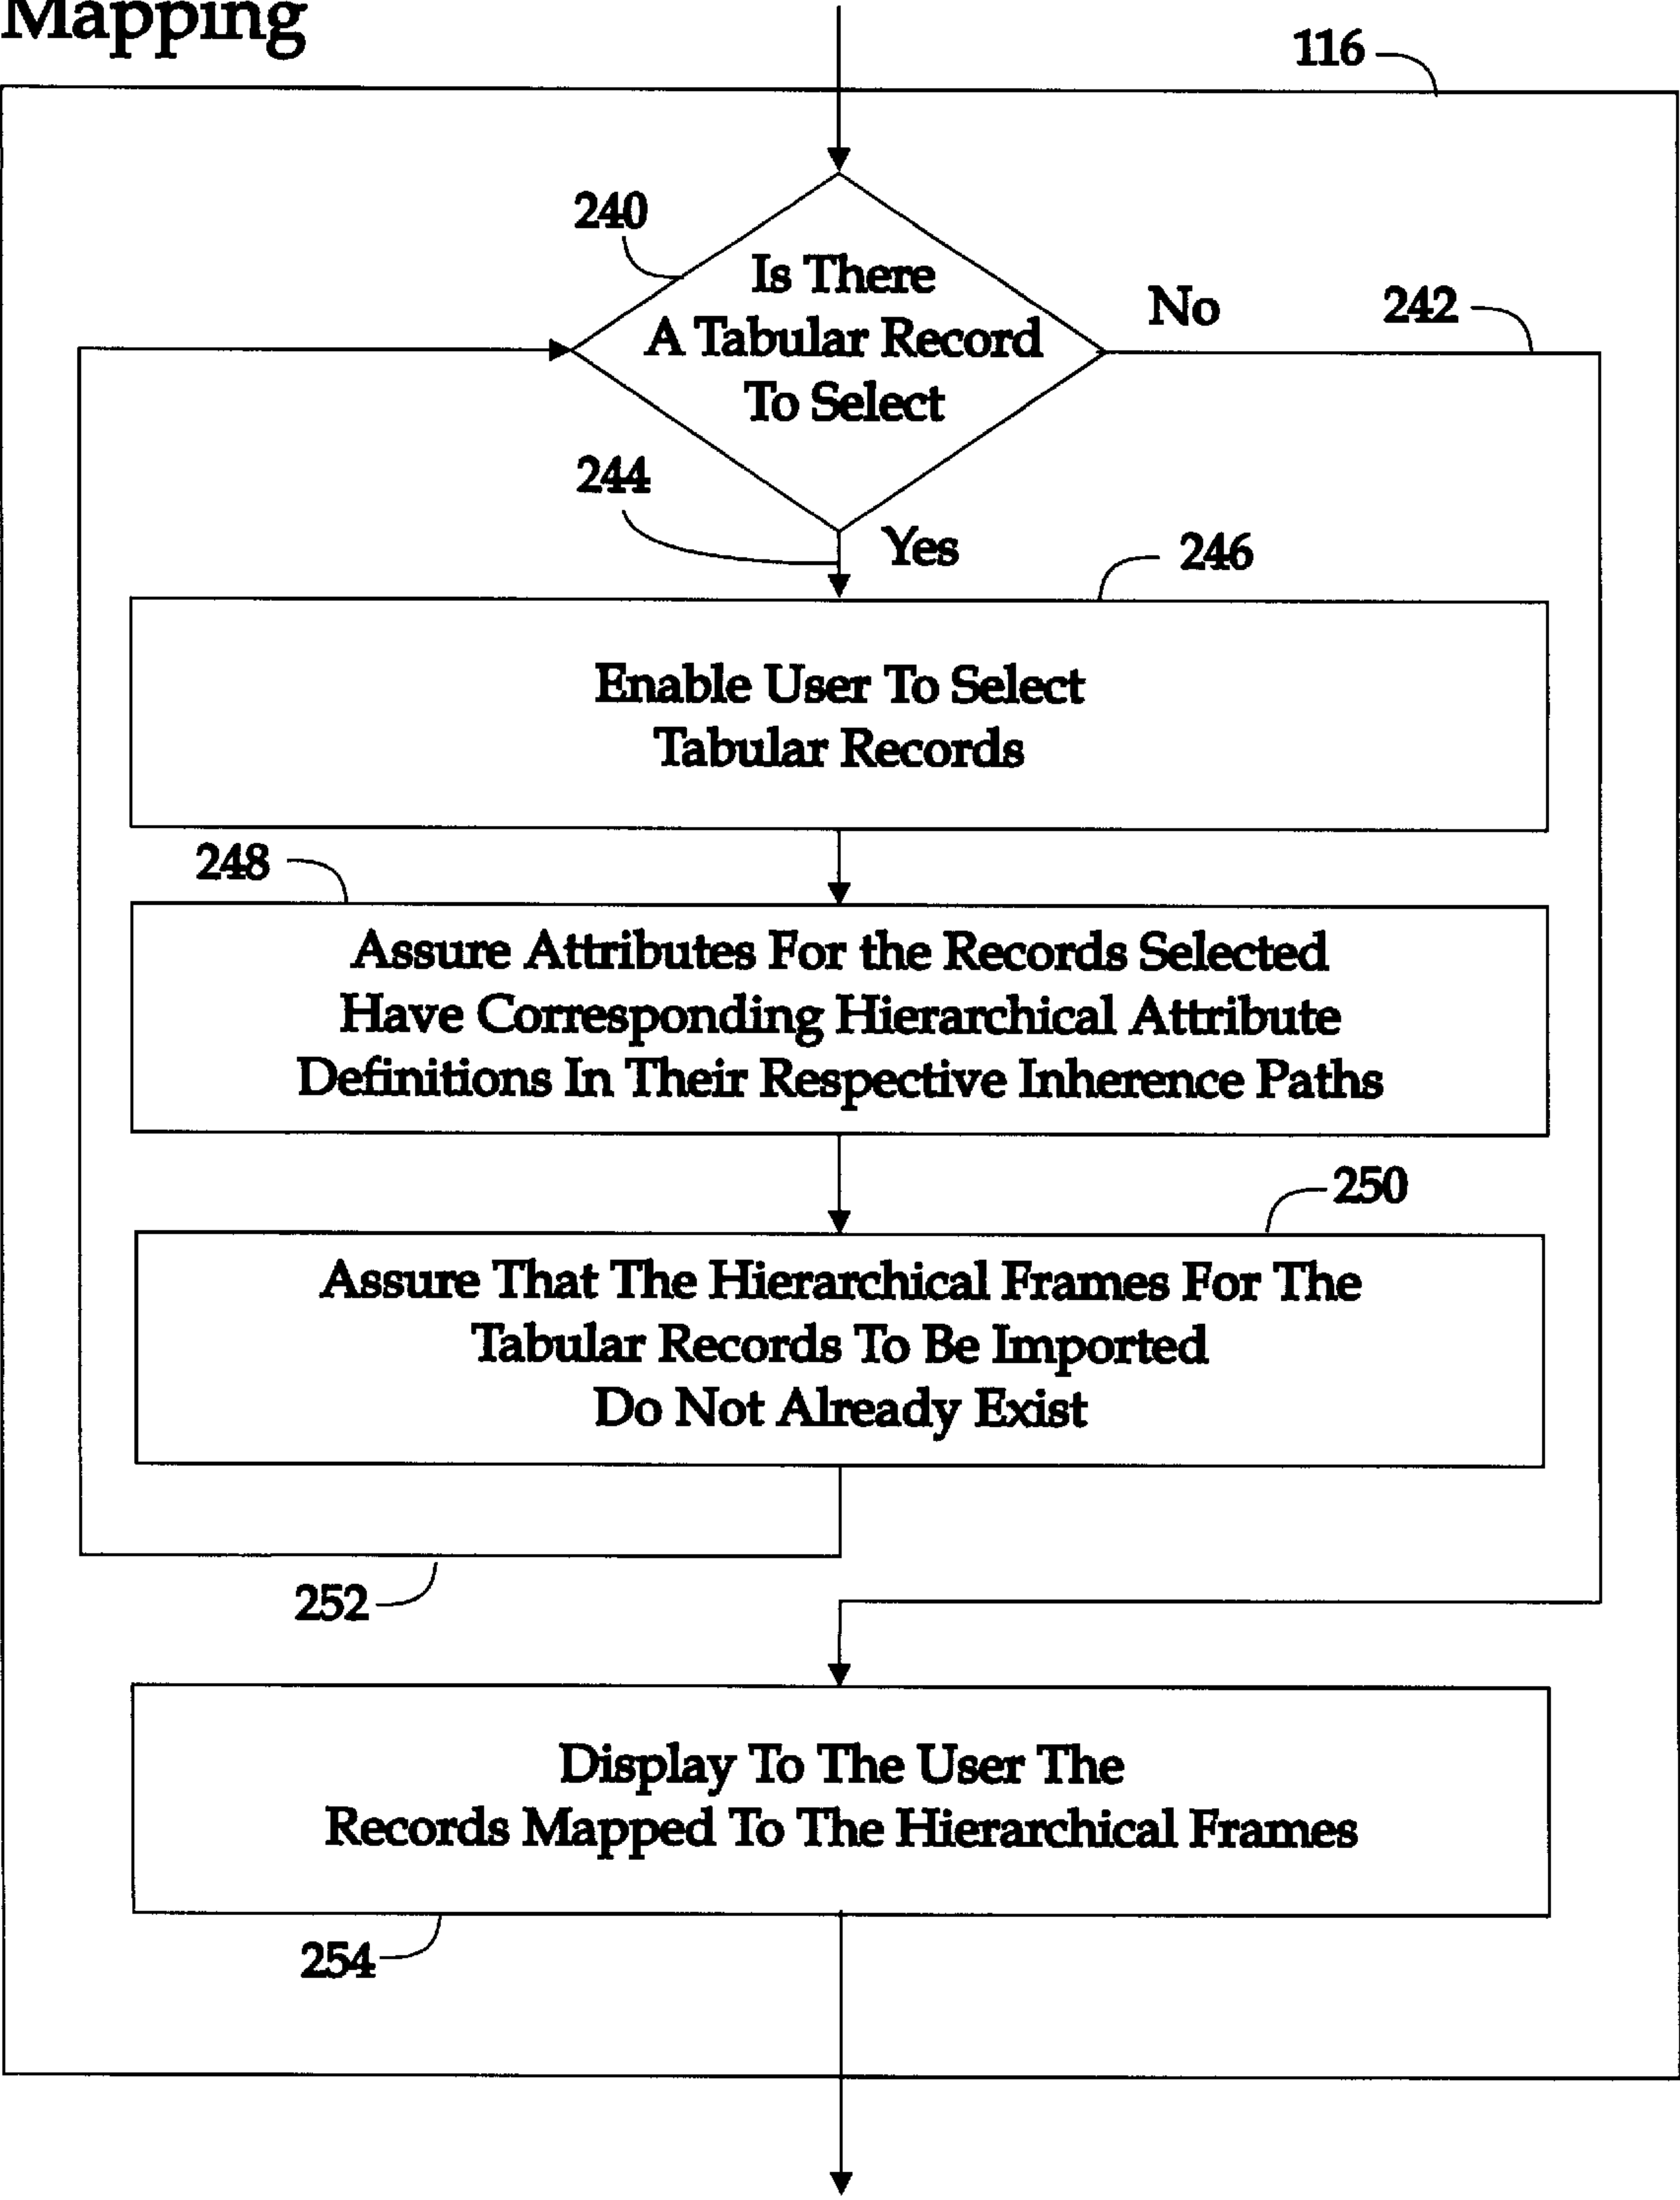 Mapping
116
240
Is There
A Tabular Record
To Select
No
242
244
Yes
246
Enable User To Select
Tabular Records
248
Assure Attributes For the Records Selected
Have Corresponding Hierarchical Attribute
Definitions In Their Respective Inherence Paths
250
Assure That The Hierarchical Frames For The
Tabular Records To Be Imported
Do Not Already Exist
252
Display To The User The
Records Mapped To The Hierarchical Frames
254